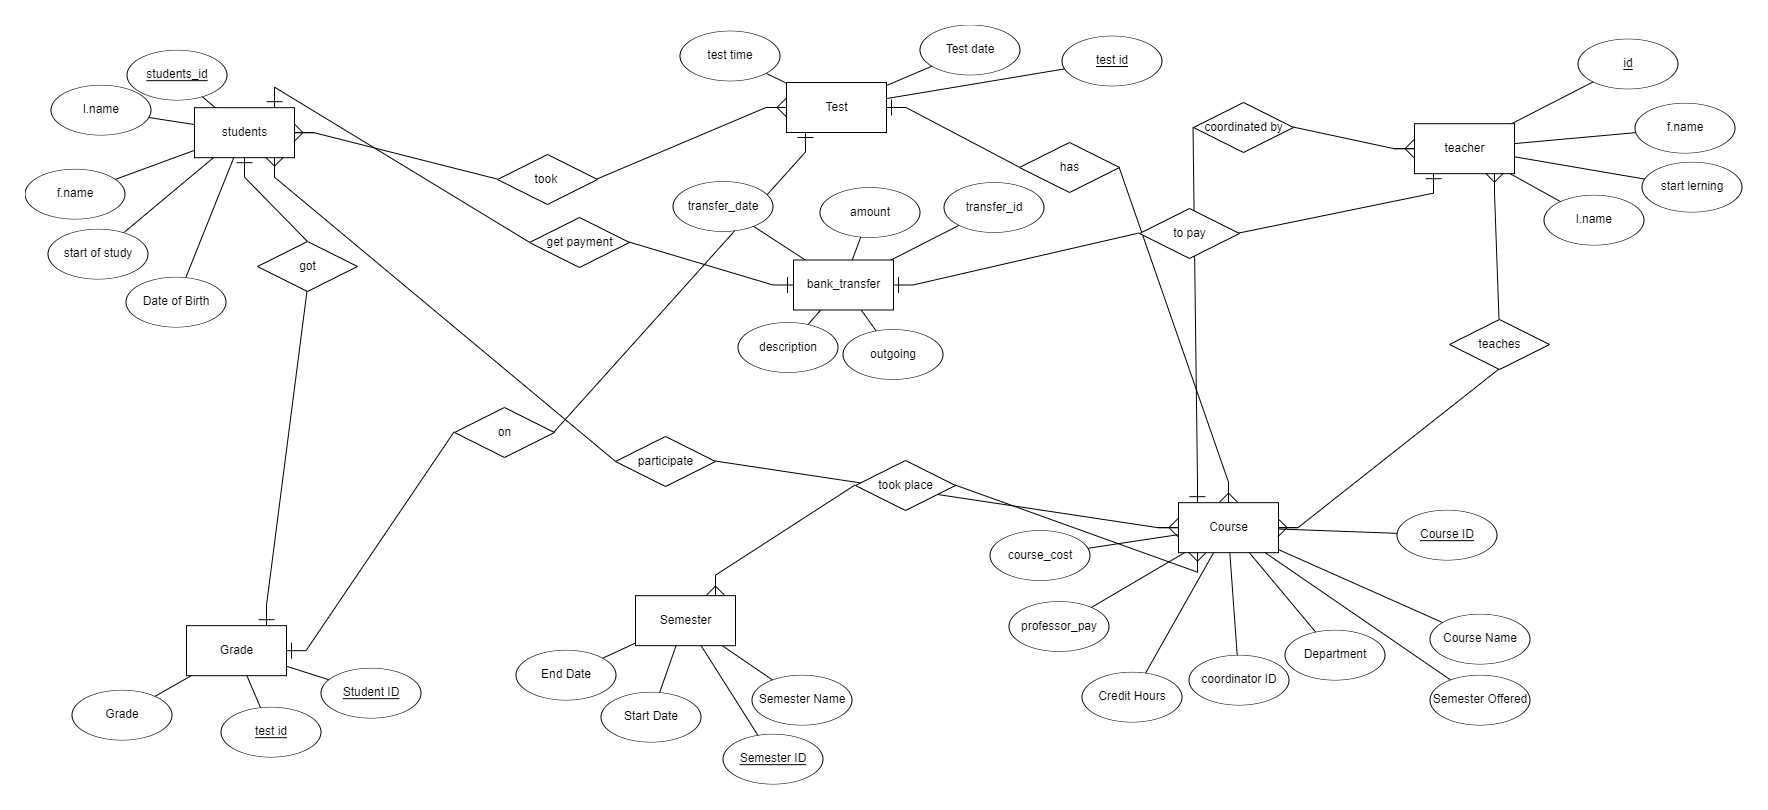 test time
Test date
test id
students_id
l.name
students
f.name
start of study
Date of Birth
Test
id
f.name
start lerning
l.name
teacher
coordinated by
has
took
transfer_date
amount
transfer_id
get payment
to pay
got
bank_transfer
description
outgoing
teaches
on
participate
took place
Course
Course ID
course_cost
professor_pay
Credit Hours
coordinator ID
Department
Course Name
Semester Offered
Semester
End Date
Start Date
Semester Name
Semester ID
Grade
Student ID
Grade
test id